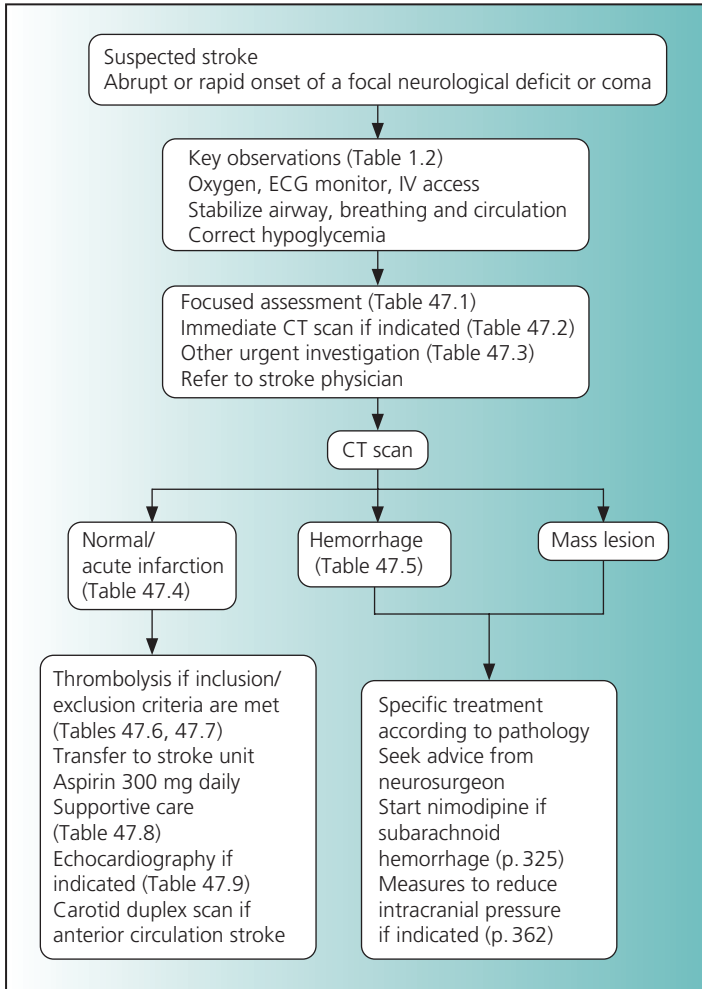 Suspected stroke
Abrupt or rapid onset of a focal neurological deficit or coma
Key observations (Table 1.2)
Oxygen, ECG monitor, IV access
Stabilize airway, breathing and circulation
Correct hypoglycemia
Focused assessment (Table 47.1)
Immediate CT scan if indicated (Table 47.2)
Other urgent investigation (Table 47.3)
Refer to stroke physician
CT scan
Normal/
acute infarction
(Table 47.4)
Hemorrhage
(Table 47.5)
Mass lesion
Thrombolysis if inclusion/
exclusion criteria are met
(Tables 47.6, 47.7)
Transfer to stroke unit
Aspirin 300 mg daily
Supportive care
(Table 47.8)
Echocardiography if
indicated (Table 47.9)
Carotid duplex scan if
anterior circulation stroke
Specific treatment
according to pathology
Seek advice from
neurosurgeon
Start nimodipine if
subarachnoid
hemorrhage (p. 325)
Measures to reduce
intracranial pressure
if indicated (p. 362)